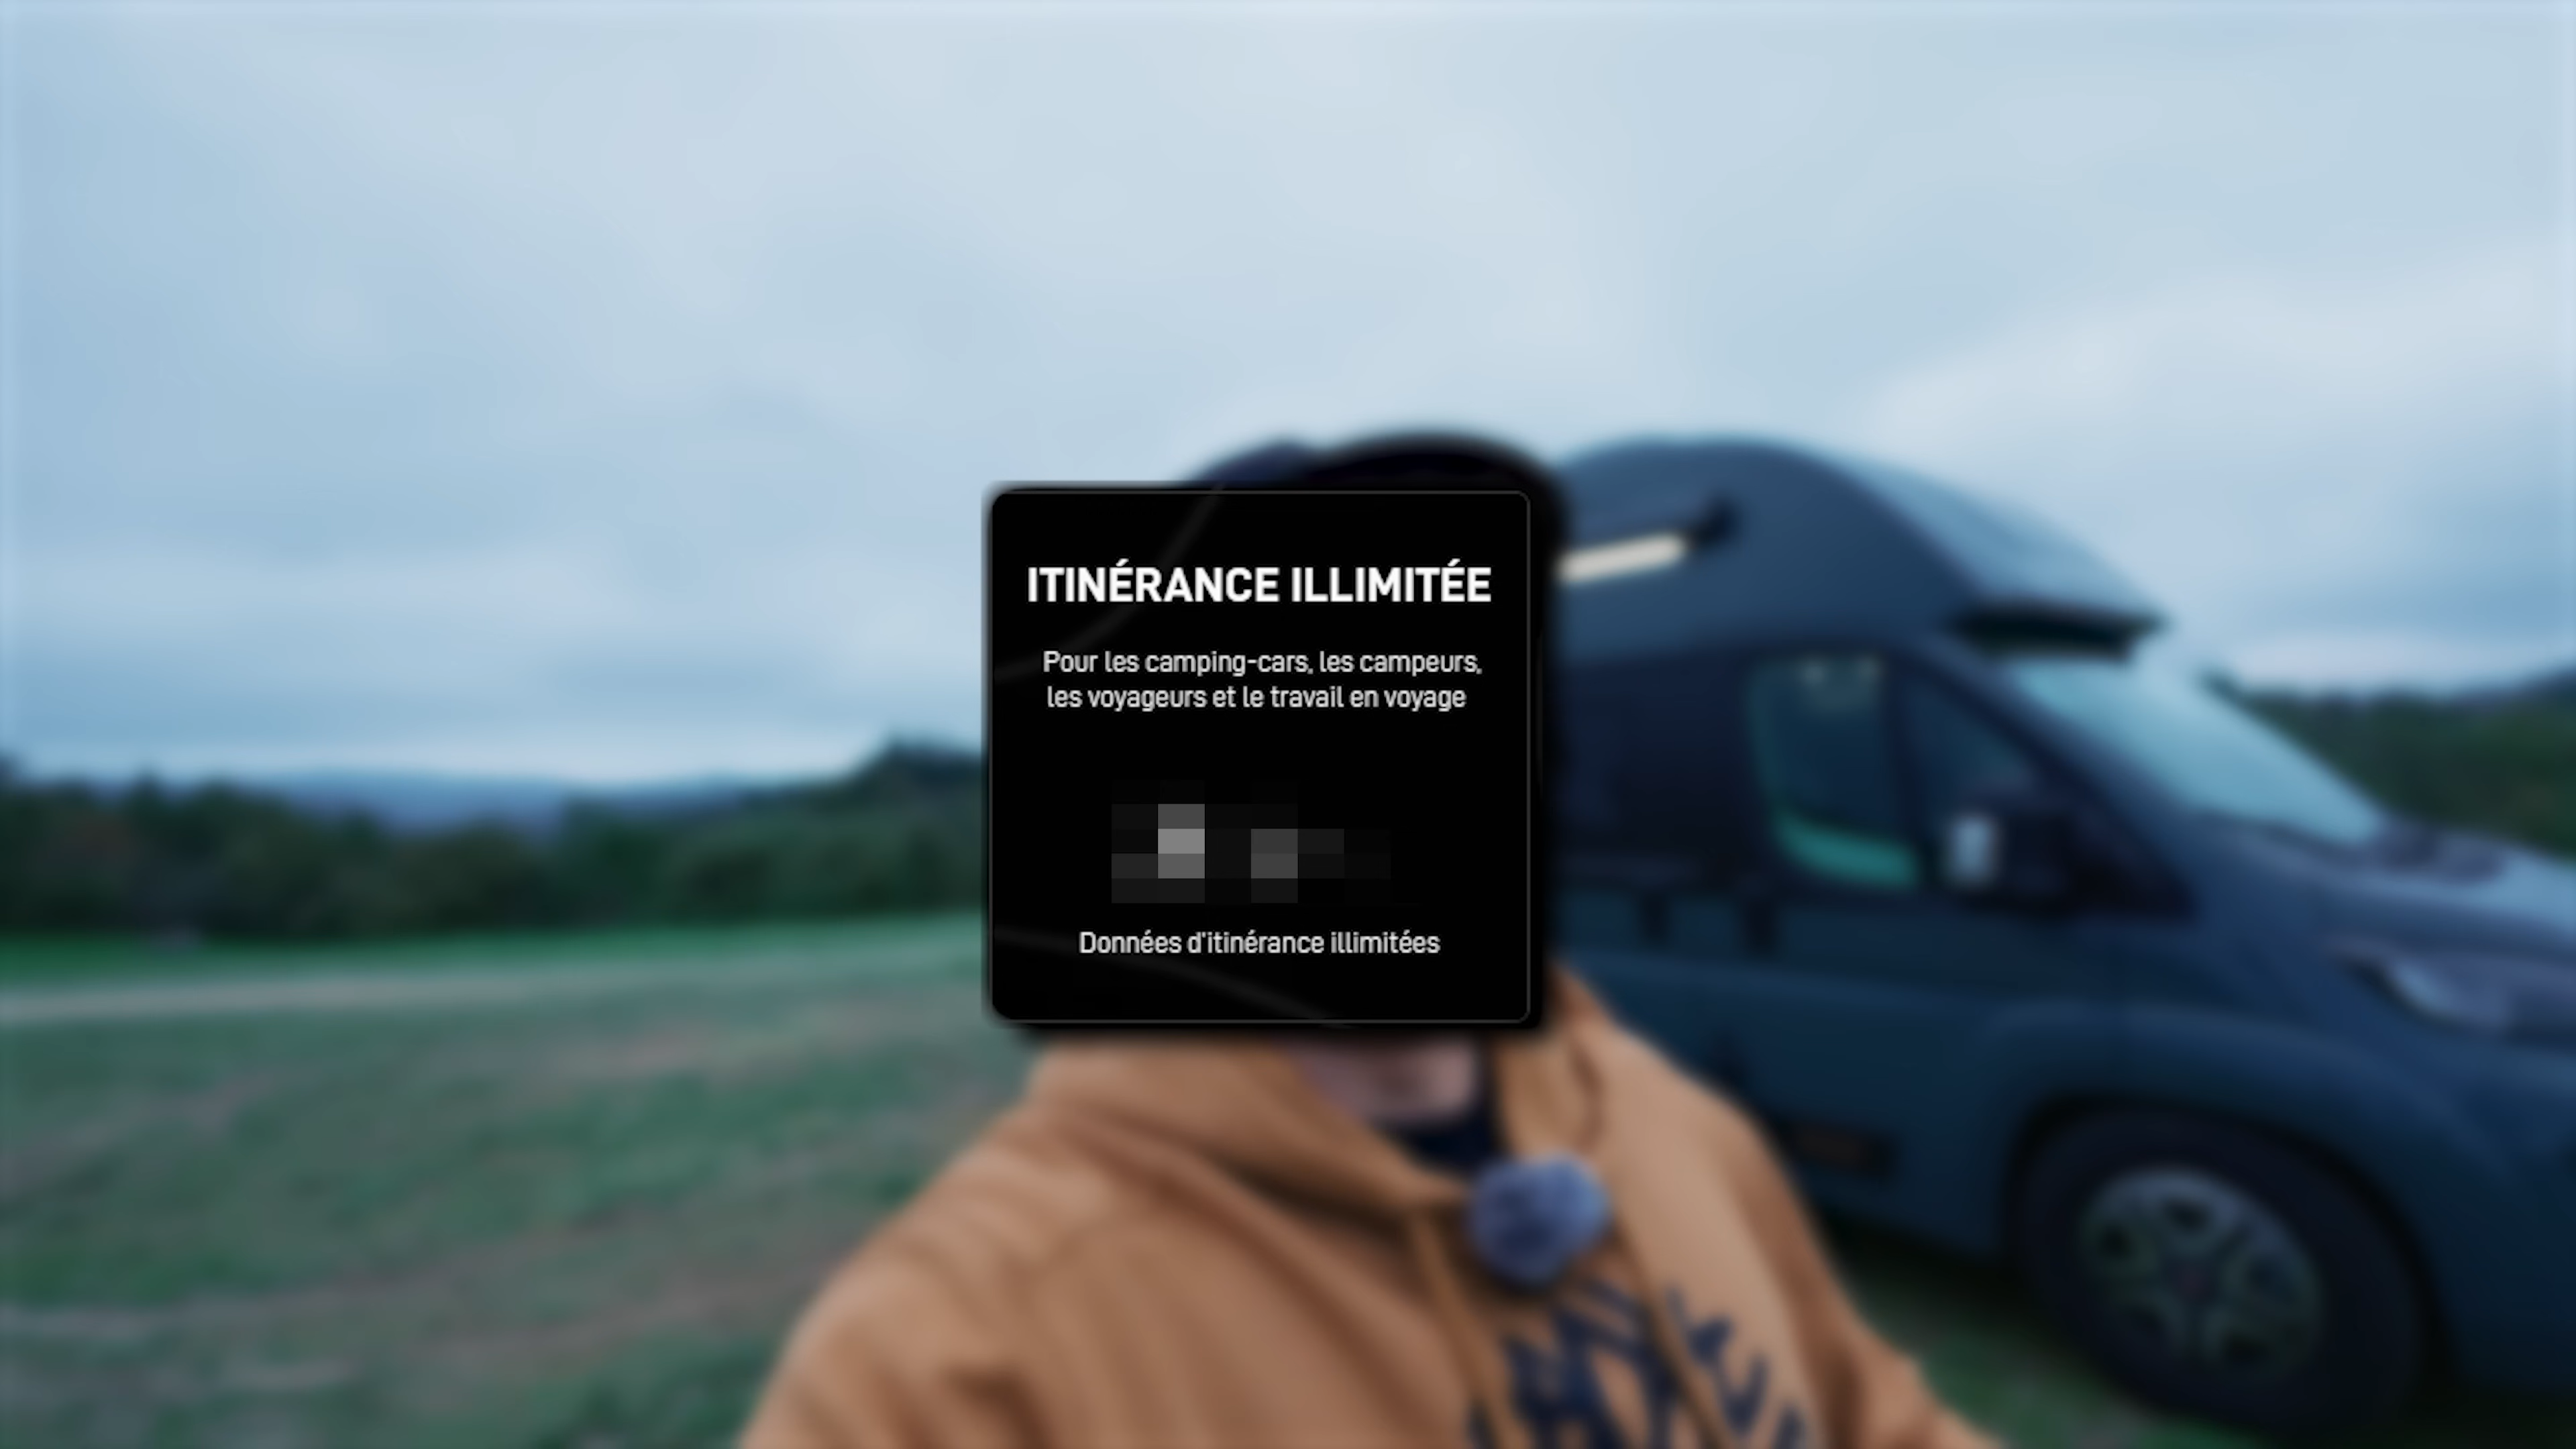 ITINÉRANCE ILLIMITÉE
Pour les camping-cars, les campeurs,
les voyageurs et le travail en voyage
Données d'itinérance illimitées